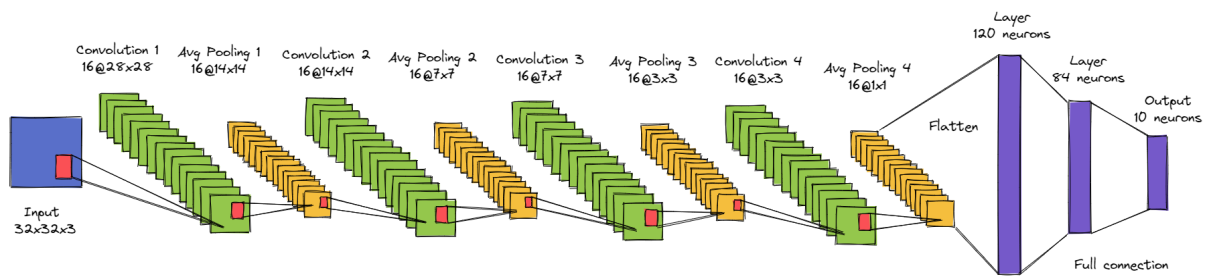 Convolution 1
16@28x28
Avg Pooling 1
16@14x14
Convolution 2
16@14x14
Avg Pooling 2
16@7x7
Convolution 3
16@7x7
Avg Pooling 3
16@3x3
Convolution 4
16@3x3
Avg Pooling 4
16@1x1
Layer
120 neurons
Layer
84 neurons
Output
10 neurons
Flatten
Input
32x32x3
Full connection